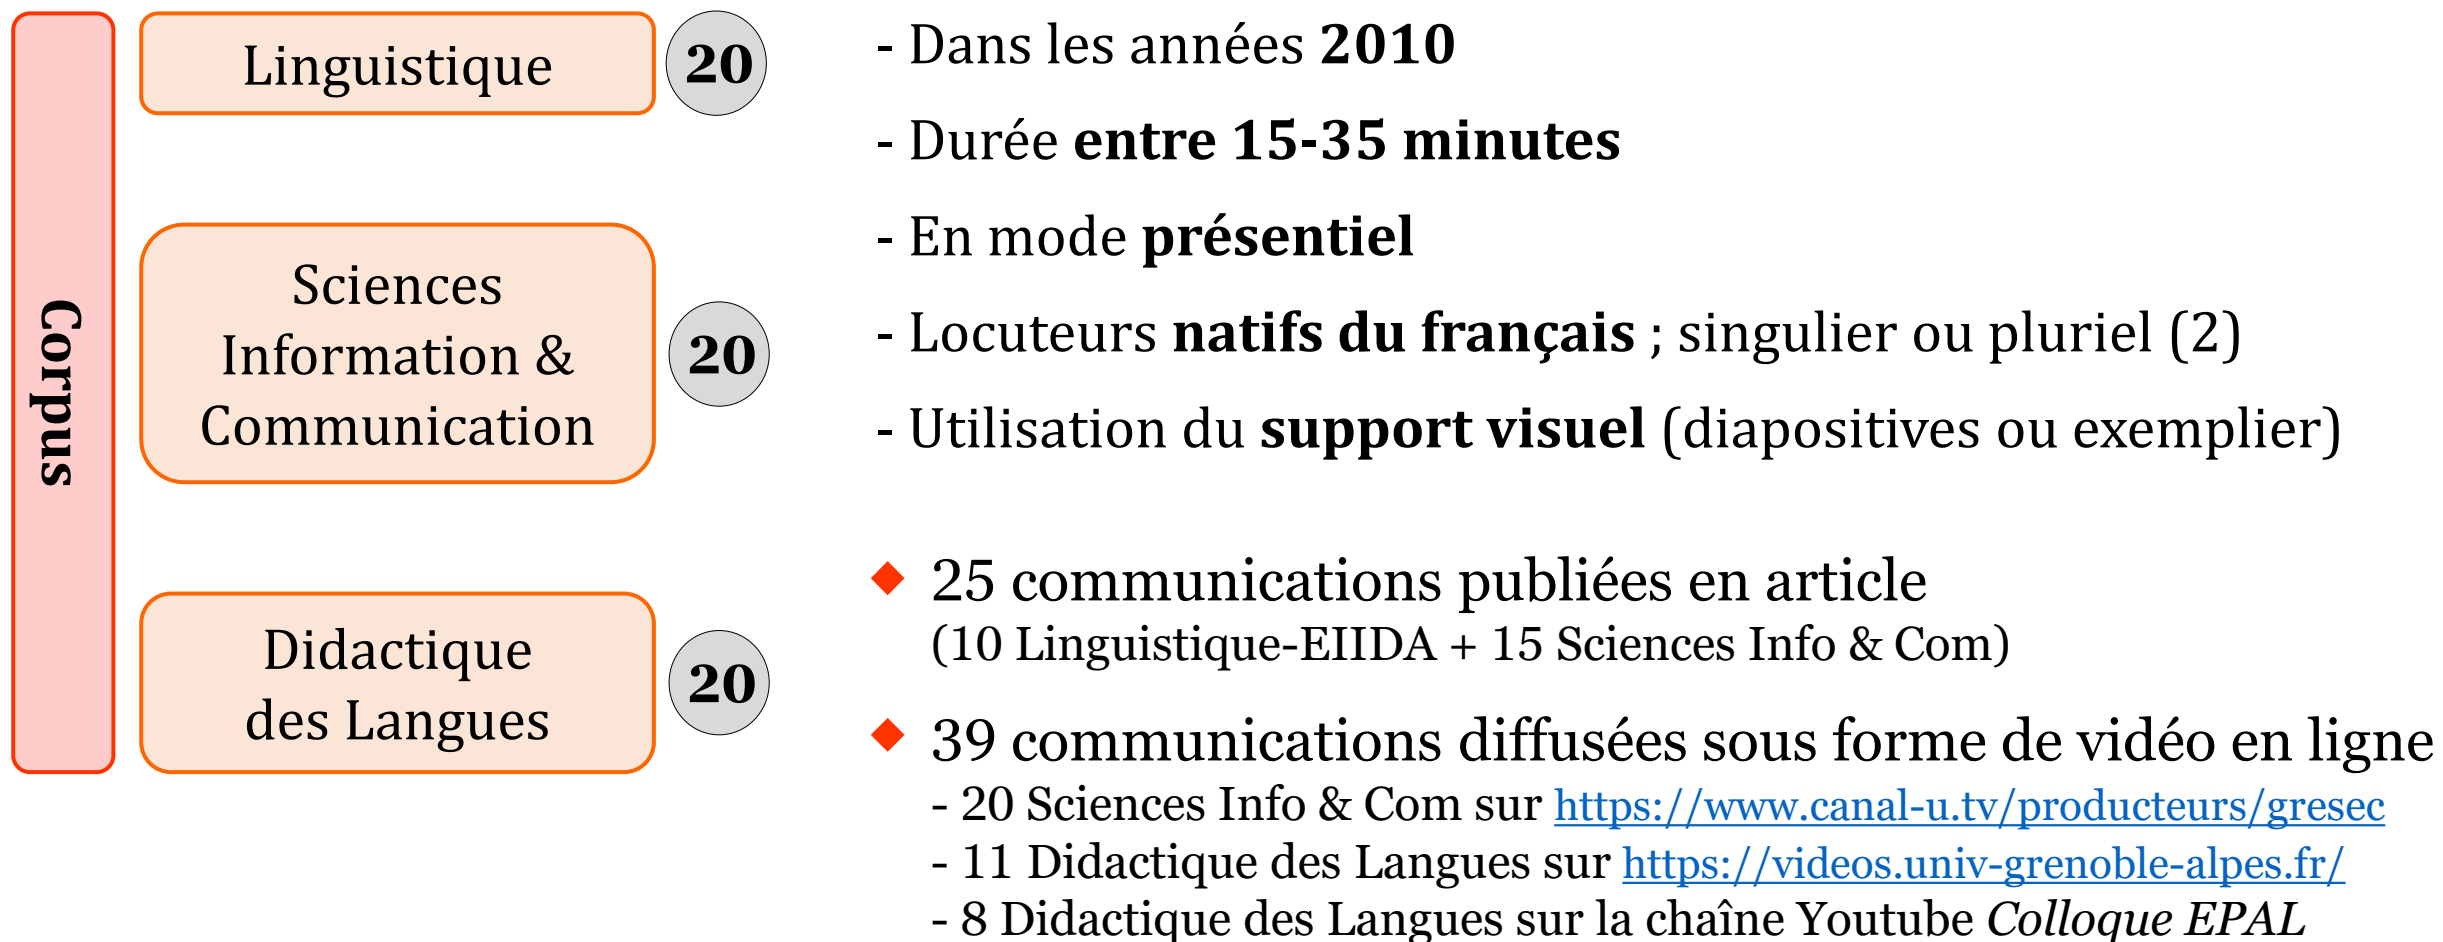 Corpus
Linguistique
20
Sciences
Information &
Communication
20
Didactique
des Langues
20
- Dans les années 2010
- Durée entre 15-35 minutes
- En mode présentiel
- Locuteurs natifs du français ; singulier ou pluriel (2)
- Utilisation du support visuel (diapositives ou exemplier)
25 communications publiées en article
(10 Linguistique-EIIDA + 15 Sciences Info & Com)
39 communications diffusées sous forme de vidéo en ligne
- 20 Sciences Info & Com sur https://www.canal-u.tv/producteurs/gresec
- 11 Didactique des Langues sur https://videos.univ-grenoble-alpes.fr/
- 8 Didactique des Langues sur la chaîne Youtube Colloque EPAL